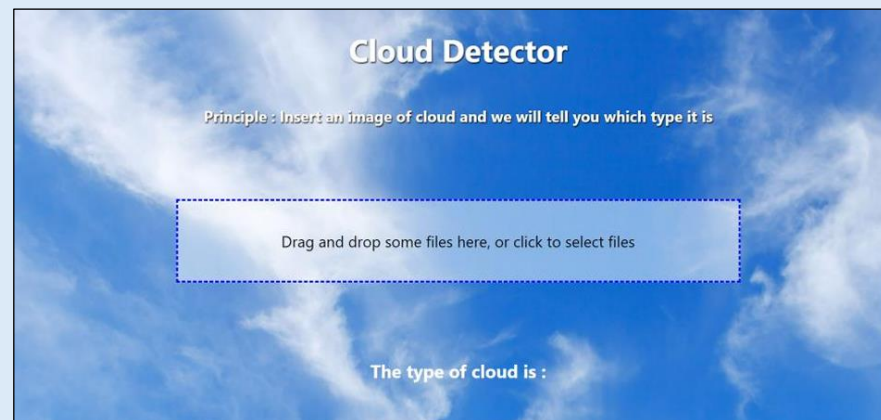 Cloud Detector
Principle : Insert an image of cloud and we will tell you which type it is
Drag and drop some files here, or click to select files
The type of cloud is :